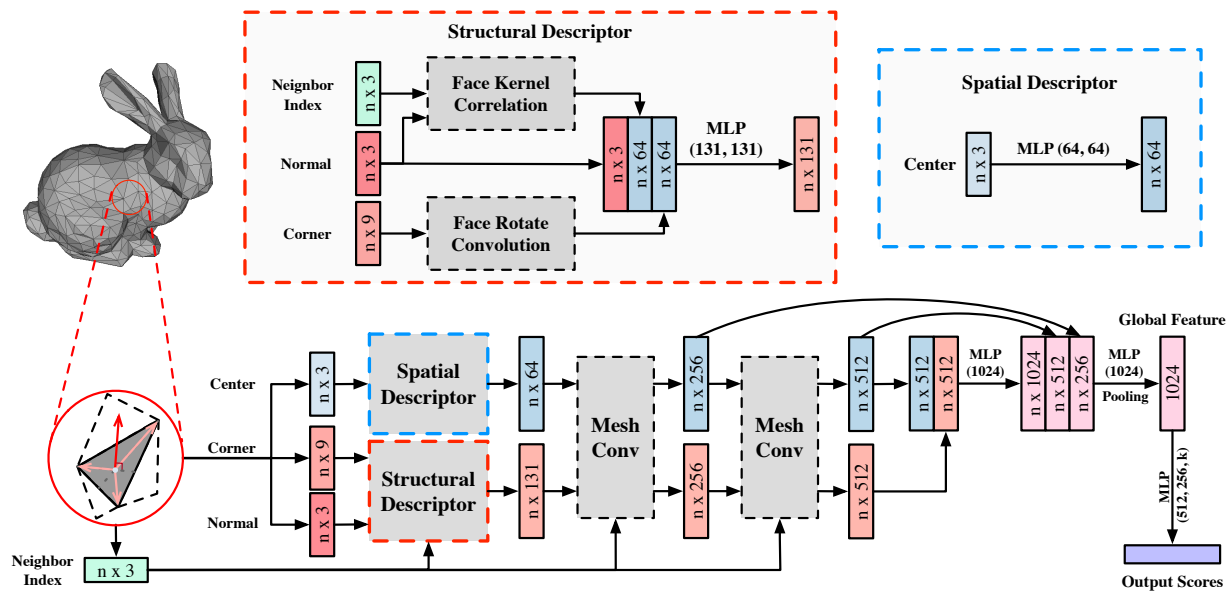 Structural Descriptor
Neignbor
Index
n x 3
Face Kernel
Correlation
Normal
n x 3
n x 3
n x 64
n x 64
MLP
(131, 131)
n x 131
Corner
n x 9
Face Rotate
Convolution
Spatial Descriptor
Center
n x 3
MLP (64, 64)
n x 64
Center
n x 3
Spatial
Descriptor
n x 64
Corner
n x 9
Normal
n x 3
Structural
Descriptor
n x 131
Mesh
Conv
n x 256
n x 256
Mesh
Conv
n x 512
n x 512
n x 512
n x 512
MLP
(1024)
n x 1024
n x 512
n x 256
MLP
(1024)
Pooling
Global Feature
1024
MLP
(512, 256, k)
Output Scores
Neighbor
Index
n x 3